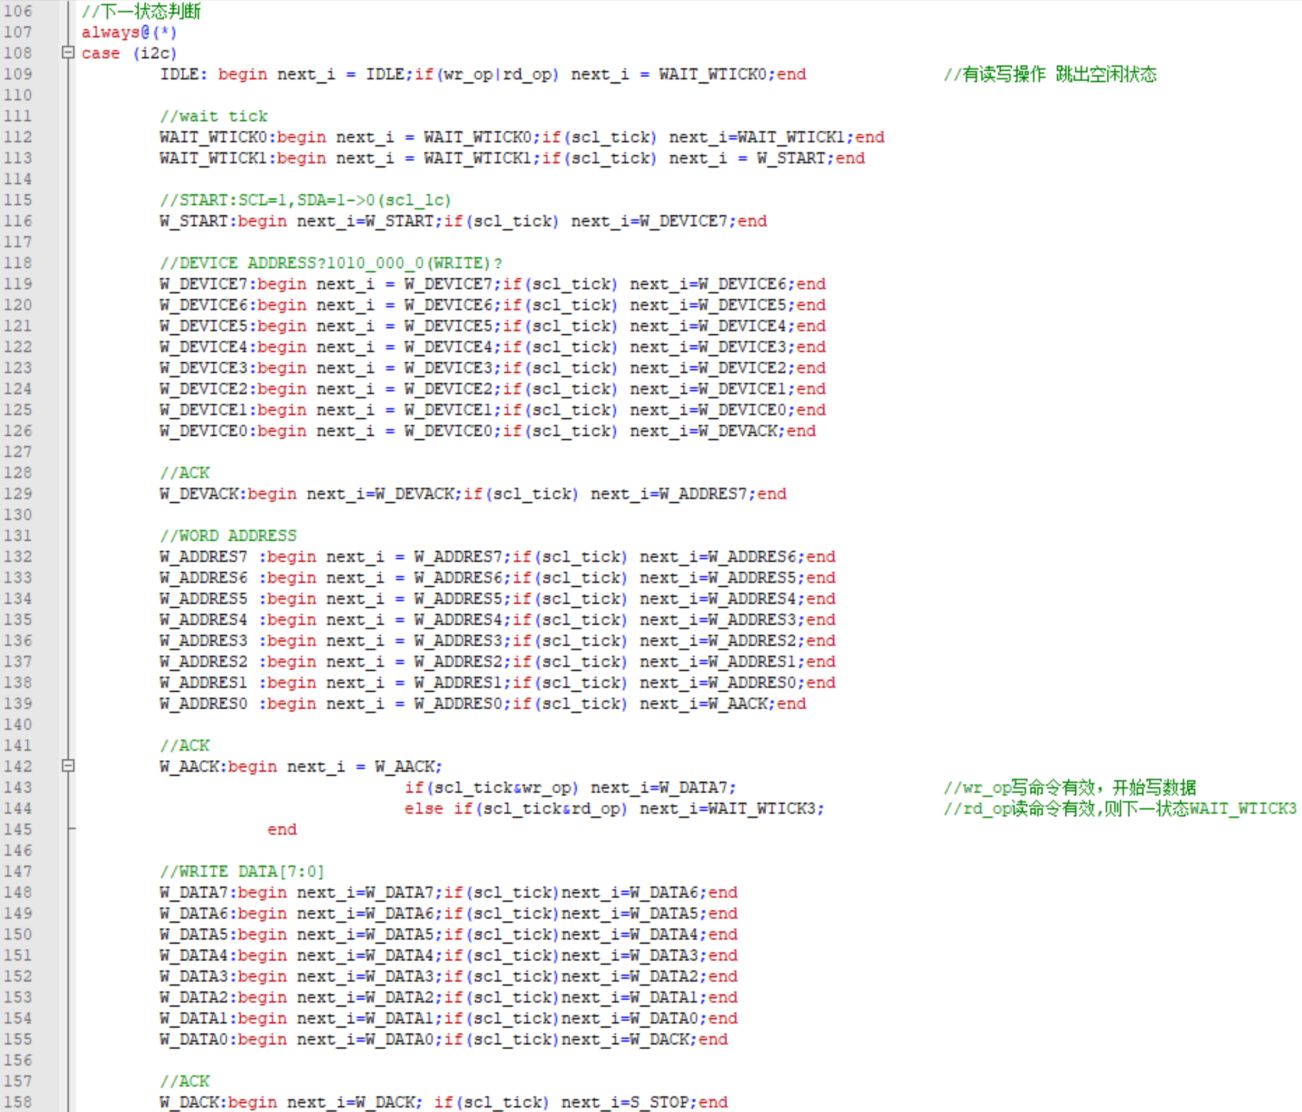 106 //下一状态判断
107 always@(*)
108 case (i2c)
109 IDLE: begin next_i = IDLE;if(wr_op|rd_op) next_i = WAIT_WTICK0;end //有读写操作 跳出空闲状态
110
111 //wait tick
112 WAIT_WTICK0:begin next_i = WAIT_WTICK0;if(scl_tick) next_i=WAIT_WTICK1;end
113 WAIT_WTICK1:begin next_i = WAIT_WTICK1;if(scl_tick) next_i = W_START;end
114
115 //START:SCL=1,SDA=1->0(scl_lc)
116 W_START:begin next_i=W_START;if(scl_tick) next_i=W_DEVICE7;end
117
118 //DEVICE ADDRESS?1010_000_0(WRITE)?
119 W_DEVICE7:begin next_i = W_DEVICE7;if(scl_tick) next_i=W_DEVICE6;end
120 W_DEVICE6:begin next_i = W_DEVICE6;if(scl_tick) next_i=W_DEVICE5;end
121 W_DEVICE5:begin next_i = W_DEVICE5;if(scl_tick) next_i=W_DEVICE4;end
122 W_DEVICE4:begin next_i = W_DEVICE4;if(scl_tick) next_i=W_DEVICE3;end
123 W_DEVICE3:begin next_i = W_DEVICE3;if(scl_tick) next_i=W_DEVICE2;end
124 W_DEVICE2:begin next_i = W_DEVICE2;if(scl_tick) next_i=W_DEVICE1;end
125 W_DEVICE1:begin next_i = W_DEVICE1;if(scl_tick) next_i=W_DEVICE0;end
126 W_DEVICE0:begin next_i = W_DEVICE0;if(scl_tick) next_i=W_DEVACK;end
127
128 //ACK
129 W_DEVACK:begin next_i=W_DEVACK;if(scl_tick) next_i=W_ADDRES7;end
130
131 //WORD ADDRESS
132 W_ADDRES7 :begin next_i = W_ADDRES7;if(scl_tick) next_i=W_ADDRES6;end
133 W_ADDRES6 :begin next_i = W_ADDRES6;if(scl_tick) next_i=W_ADDRES5;end
134 W_ADDRES5 :begin next_i = W_ADDRES5;if(scl_tick) next_i=W_ADDRES4;end
135 W_ADDRES4 :begin next_i = W_ADDRES4;if(scl_tick) next_i=W_ADDRES3;end
136 W_ADDRES3 :begin next_i = W_ADDRES3;if(scl_tick) next_i=W_ADDRES2;end
137 W_ADDRES2 :begin next_i = W_ADDRES2;if(scl_tick) next_i=W_ADDRES1;end
138 W_ADDRES1 :begin next_i = W_ADDRES1;if(scl_tick) next_i=W_ADDRES0;end
139 W_ADDRES0 :begin next_i = W_ADDRES0;if(scl_tick) next_i=W_AACK;end
140
141 //ACK
142 W_AACK:begin next_i = W_AACK;
143 if(scl_tick&wr_op) next_i=W_DATA7; //wr_op写命令有效，开始写数据
144 else if(scl_tick&rd_op) next_i=WAIT_WTICK3; //rd_op读命令有效,则下一状态WAIT_WTICK3
145 end
146
147 //WRITE DATA[7:0]
148 W_DATA7:begin next_i=W_DATA7;if(scl_tick)next_i=W_DATA6;end
149 W_DATA6:begin next_i=W_DATA6;if(scl_tick)next_i=W_DATA5;end
150 W_DATA5:begin next_i=W_DATA5;if(scl_tick)next_i=W_DATA4;end
151 W_DATA4:begin next_i=W_DATA4;if(scl_tick)next_i=W_DATA3;end
152 W_DATA3:begin next_i=W_DATA3;if(scl_tick)next_i=W_DATA2;end
153 W_DATA2:begin next_i=W_DATA2;if(scl_tick)next_i=W_DATA1;end
154 W_DATA1:begin next_i=W_DATA1;if(scl_tick)next_i=W_DATA0;end
155 W_DATA0:begin next_i=W_DATA0;if(scl_tick)next_i=W_DACK;end
156
157 //ACK
158 W_DACK:begin next_i=W_DACK; if(scl_tick) next_i=S_STOP;end